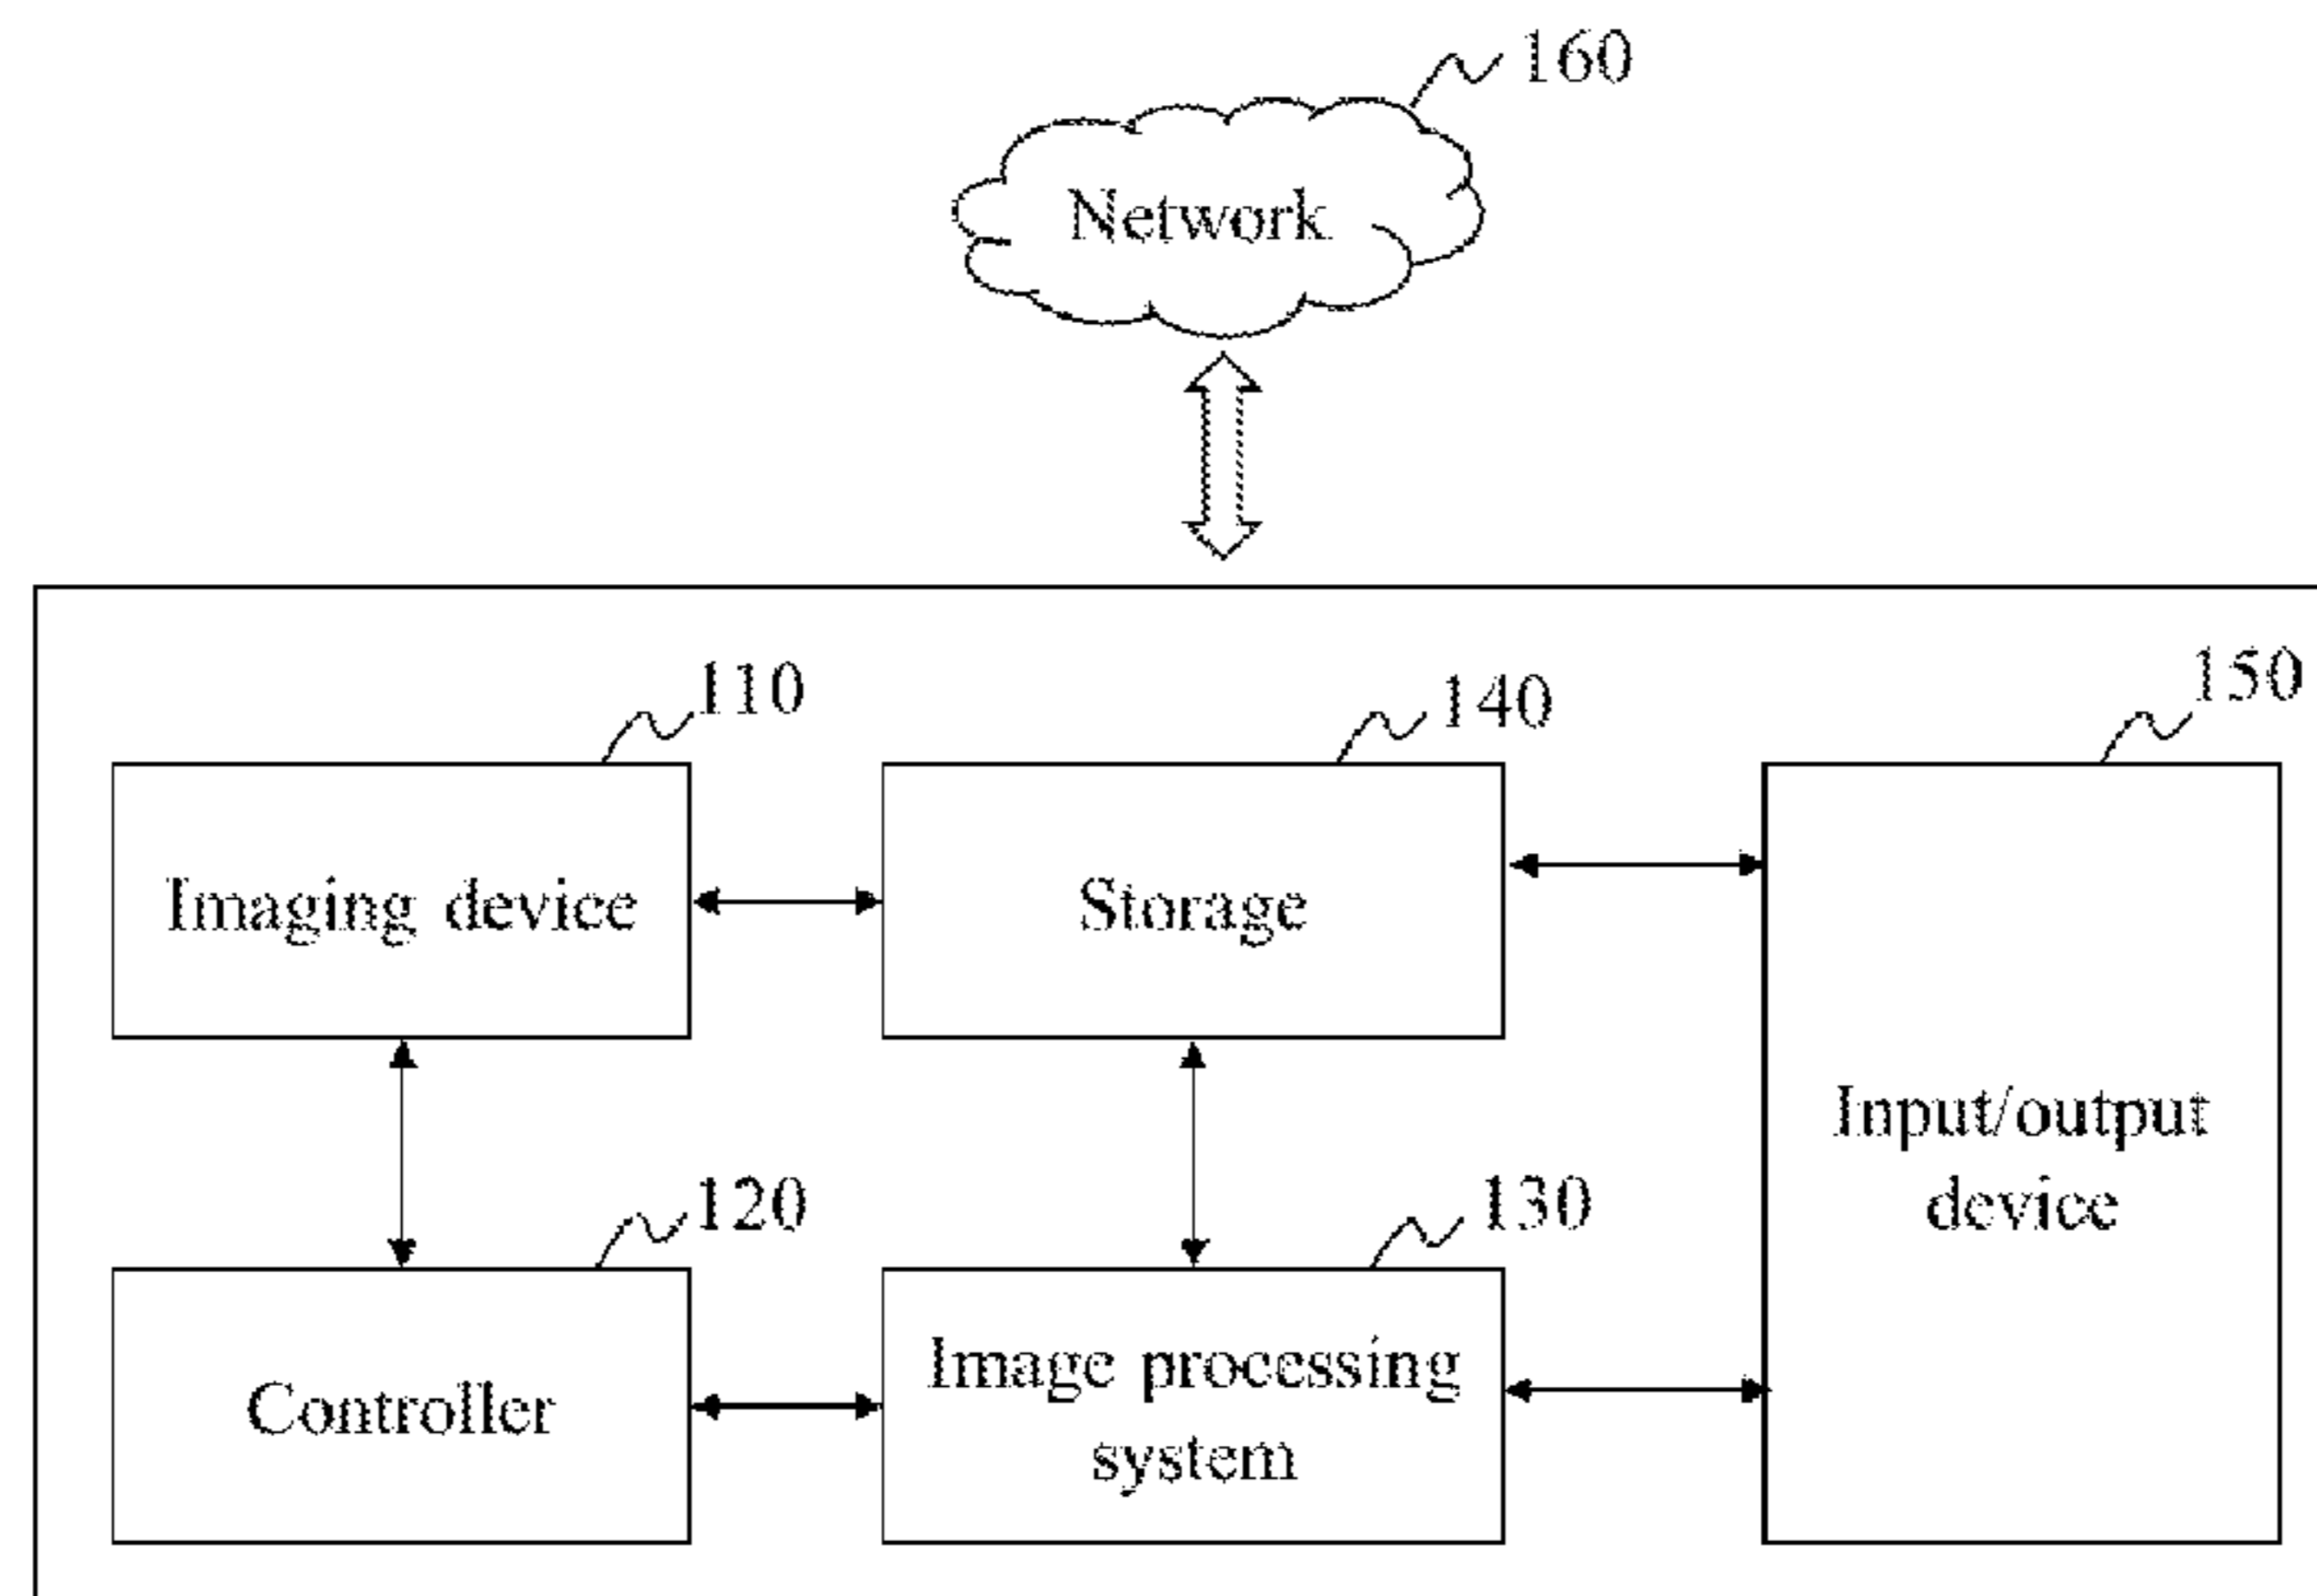 160
Network
110
140
150
Imaging device
Storage
Input/output
device
120
130
Controller
Image processing
system